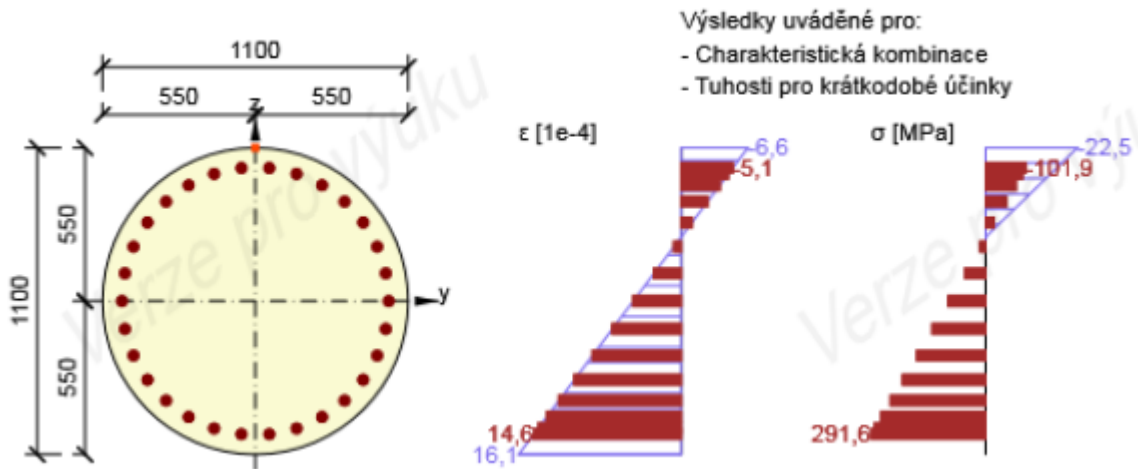 Výsledky uváděné pro:
- Charakteristická kombinace
- Tuhosti pro krátkodobé účinky
1100
550 550
z
y
1100
550
550
ε [1e-4]
-6,6
-5,1
14,6
16,1
σ [MPa]
-22,5
-101,9
291,6
Verze pro výuku
Verze pro výu